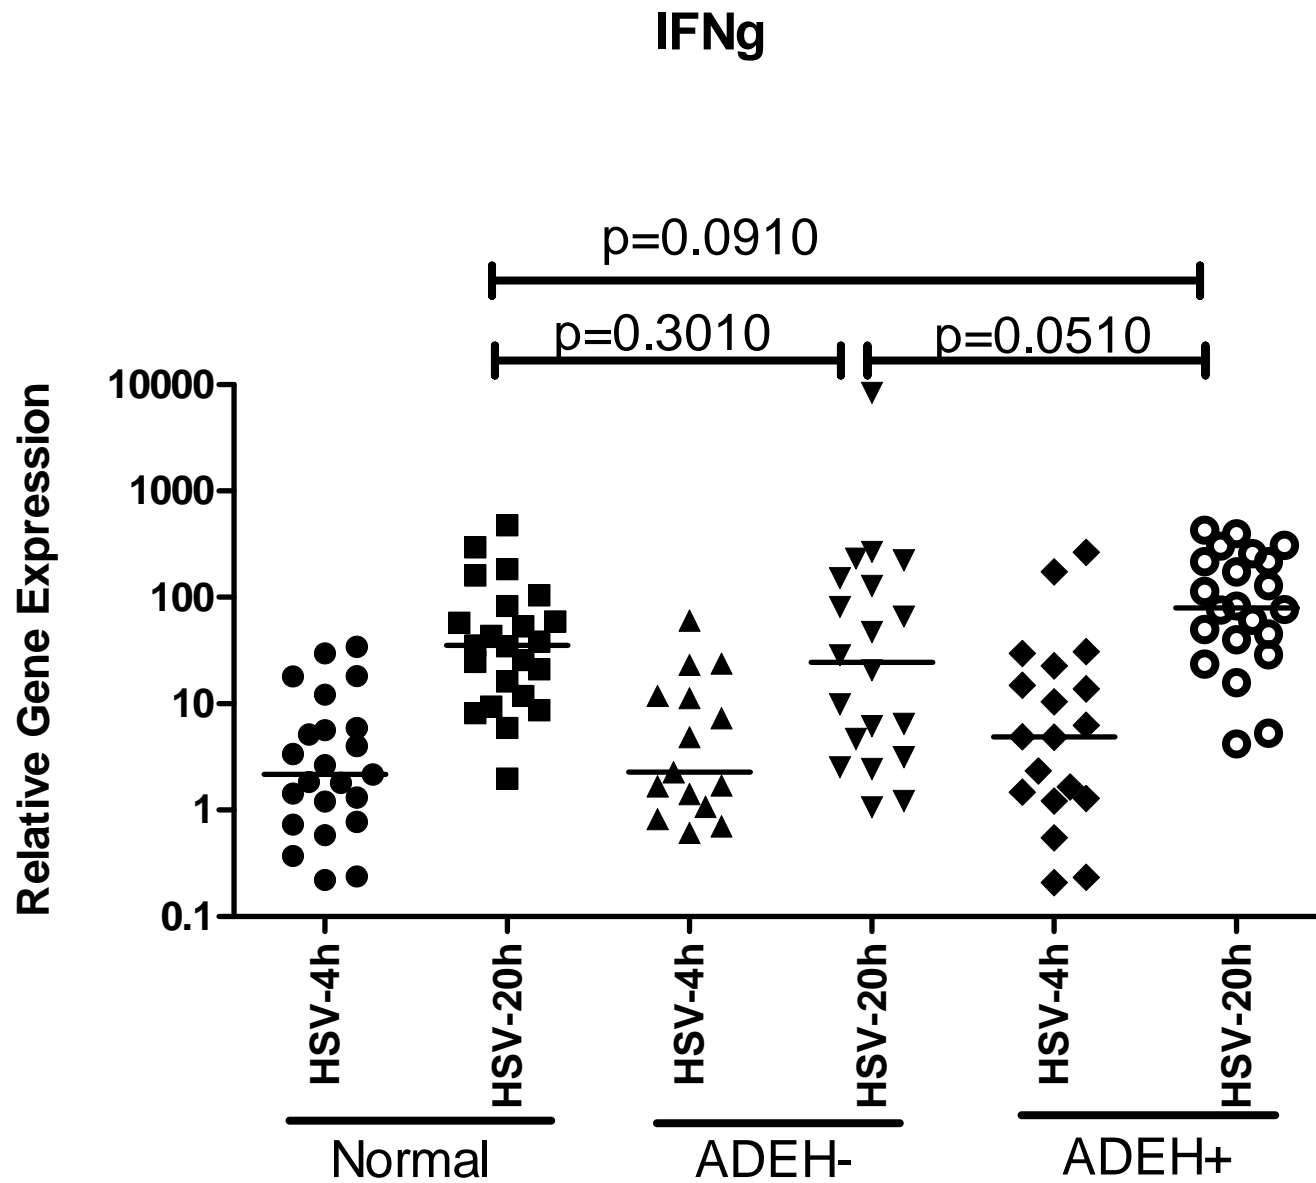 IFNg
p=0.0910
p=0.3010
p=0.0510
Relative Gene Expression
10000
1000
100
10
1
0.1
HSV-4h
HSV-20h
HSV-4h
HSV-20h
HSV-4h
HSV-20h
Normal
ADEH-
ADEH+